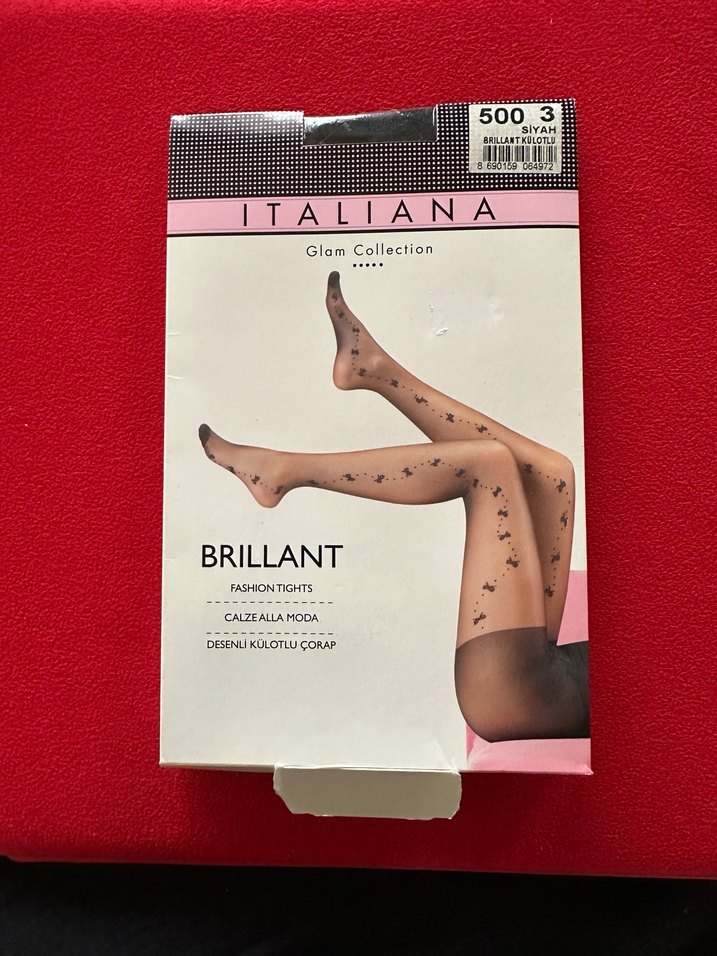 500 3
SİYAH
BRILLANT KÜLOTLU
8 690159 064972
ITALIANA
Glam Collection
BRILLANT
FASHION TIGHTS
CALZE ALLA MODA
DESENLİ KÜLOTLU ÇORAP